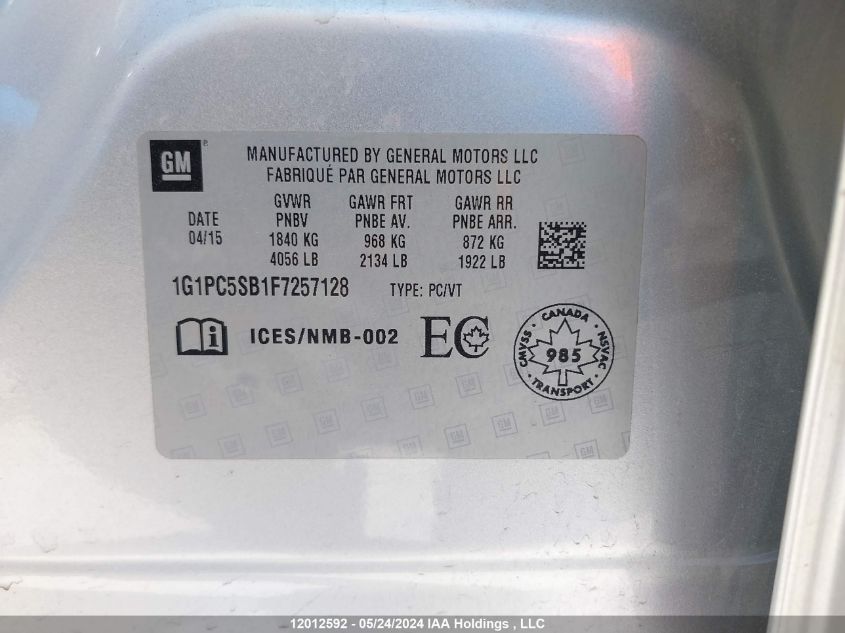 GM
MANUFACTURED BY GENERAL MOTORS LLC
FABRIQUÉ PAR GENERAL MOTORS LLC
DATE
04/15
GVWR
PNBV
1840 KG
4056 LB
GAWR FRT
PNBE AV.
968 KG
2134 LB
GAWR RR
PNBE ARR.
872 KG
1922 LB
1G1PC5SB1F7257128 TYPE: PC/VT
ICES/NMB-002
EC
CANADA
CMVSS
985
NSVAC
TRANSPORT
12012592 - 05/24/2024 IAA Holdings , LLC